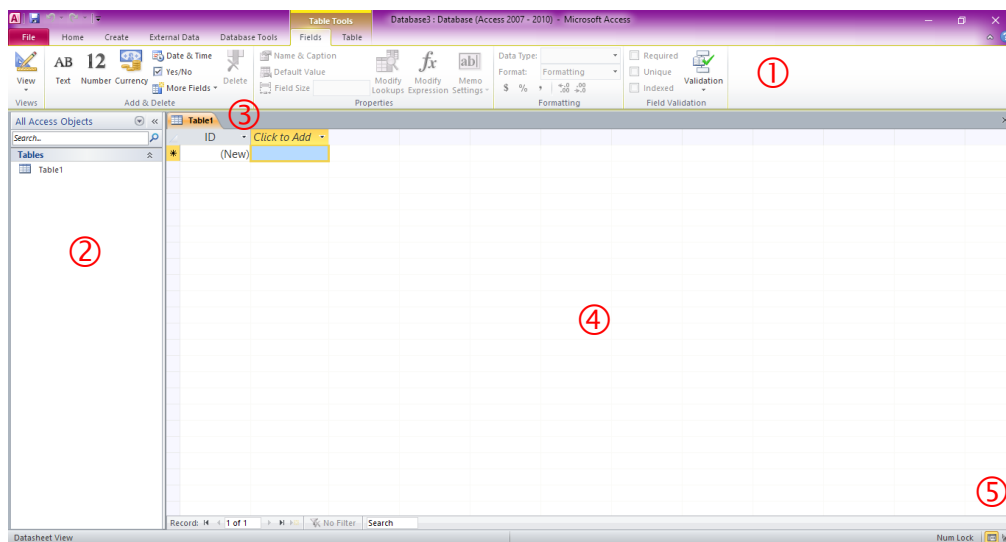 Table Tools
Database3 : Database (Access 2007 - 2010) - Microsoft Access
File Home Create External Data Database Tools Fields Table
View
AB Text
12 Number
Currency
Date & Time
Yes/No
More Fields
Delete
Name & Caption
Default Value
Field Size
Modify Lookups
fx Modify Expression
ab Memo Settings
Data Type:
Format: Formatting
$ % , .0 .00 .00 .0
Required
Unique
Indexed
Validation
①
Views Add & Delete Properties Formatting Field Validation
③
All Access Objects
Search...
Tables
Table1
②
Table1
ID Click to Add
* (New)
④
⑤
Record: 1 of 1 No Filter Search
Datasheet View Num Lock